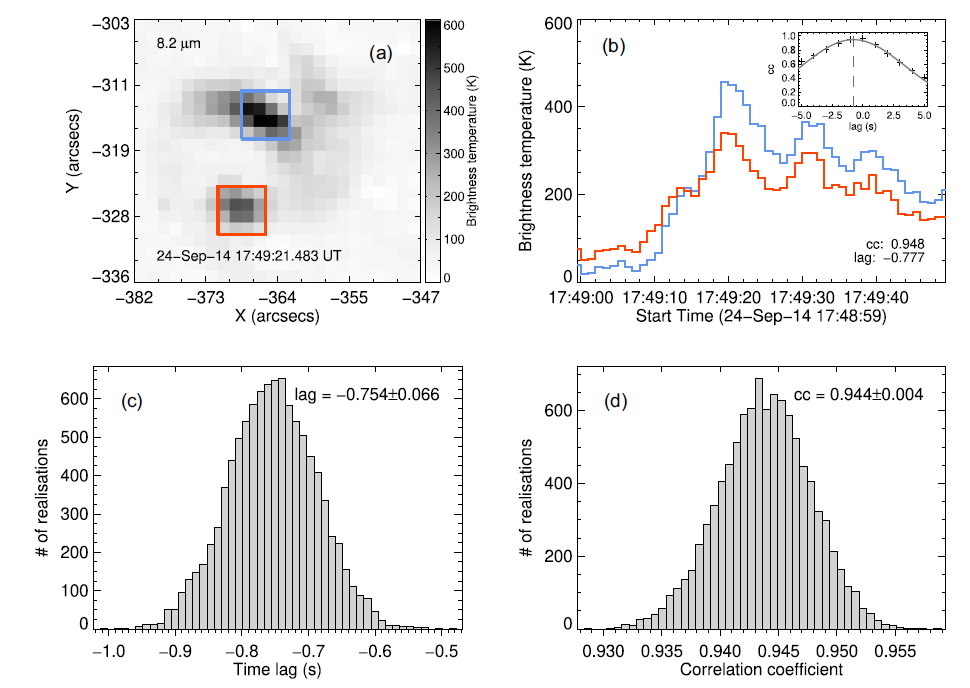 8.2 μm
(a)
−303
−311
−319
−328
−336
Y (arcsecs)
24−Sep−14 17:49:21.483 UT
−382
−373
−364
−355
−347
X (arcsecs)
600
500
400
300
200
100
0
Brightness temperature (K)
(b)
600
400
200
0
Brightness temperature (K)
1.0
0.8
0.6
0.4
0.2
0.0
cc
−5.0
−2.5
0.0
2.5
5.0
lag (s)
cc: 0.948
lag: −0.777
17:49:00
17:49:10
17:49:20
17:49:30
17:49:40
Start Time (24−Sep−14 17:48:59)
(c)
lag = −0.754±0.066
600
500
400
300
200
100
0
# of realisations
−1.0
−0.9
−0.8
−0.7
−0.6
−0.5
Time lag (s)
(d)
cc = 0.944±0.004
600
400
200
0
# of realisations
0.930
0.935
0.940
0.945
0.950
0.955
Correlation coefficient